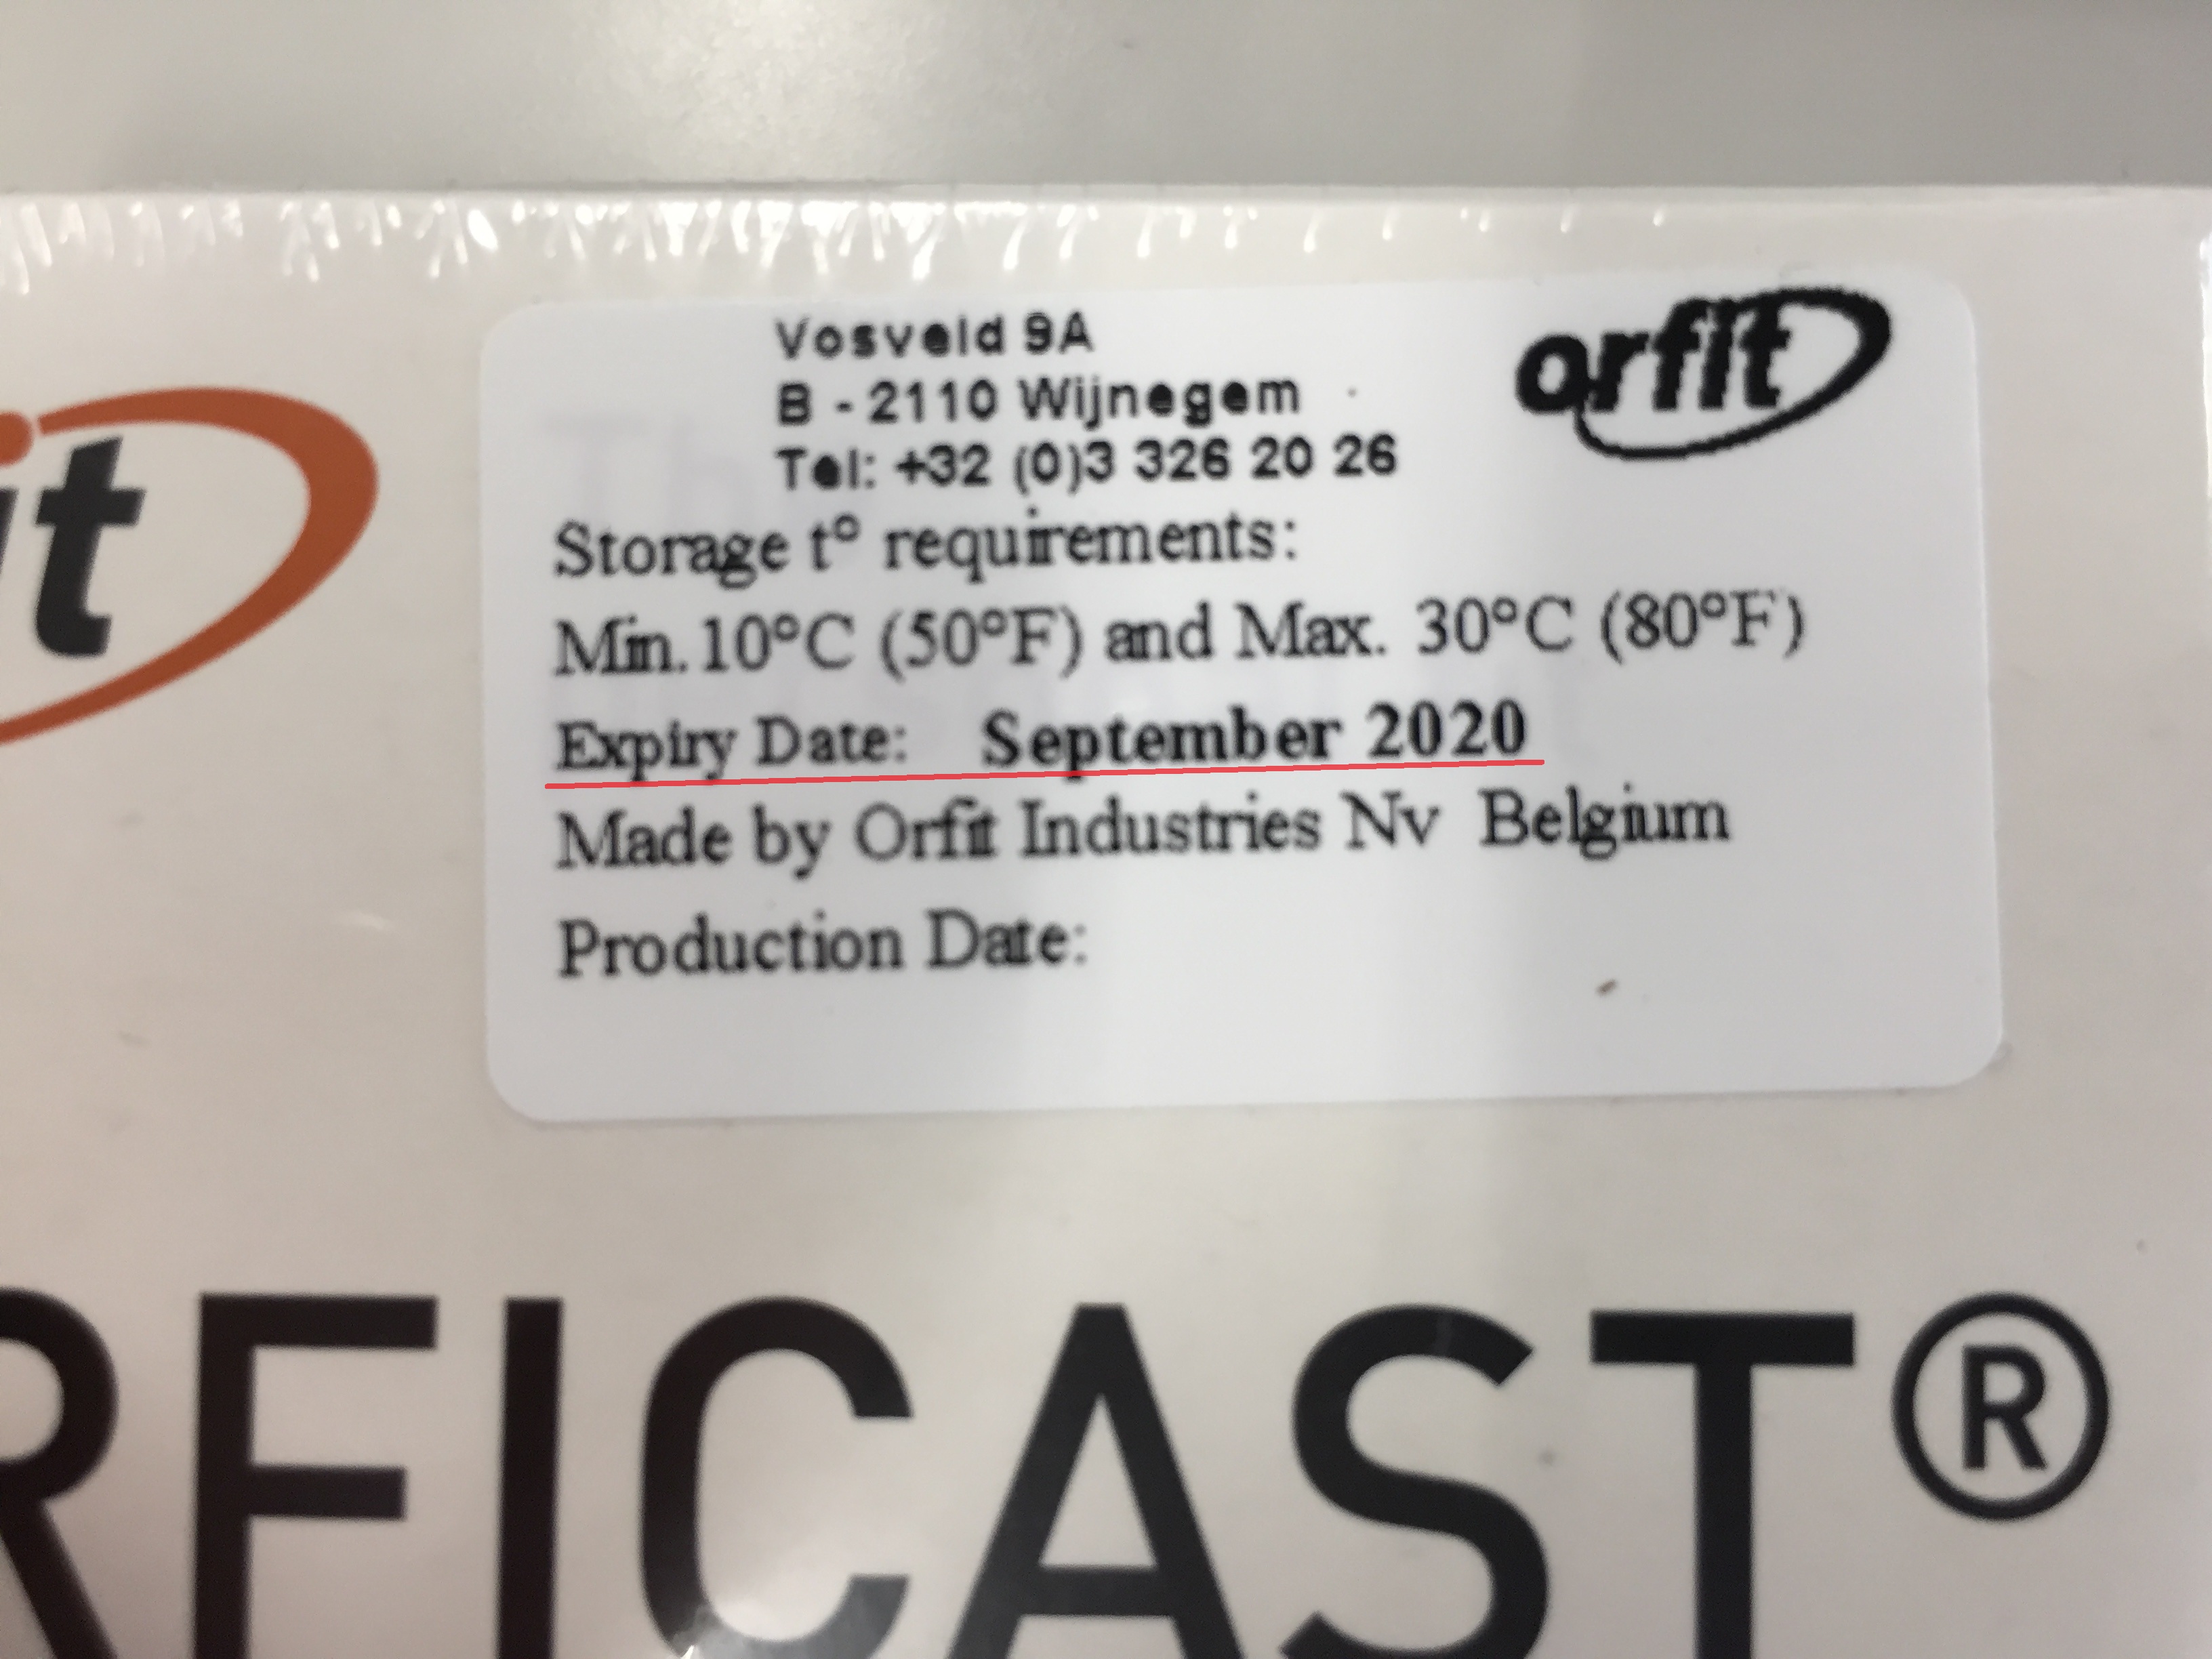 Vosveld 9A
B - 2110 Wijnegem
Tel: +32 (0)3 326 20 26
orfit
Storage t° requirements:
Min. 10°C (50°F) and Max. 30°C (80°F)
Expiry Date: September 2020
Made by Orfit Industries Nv Belgium
Production Date:
it
RFICAST®